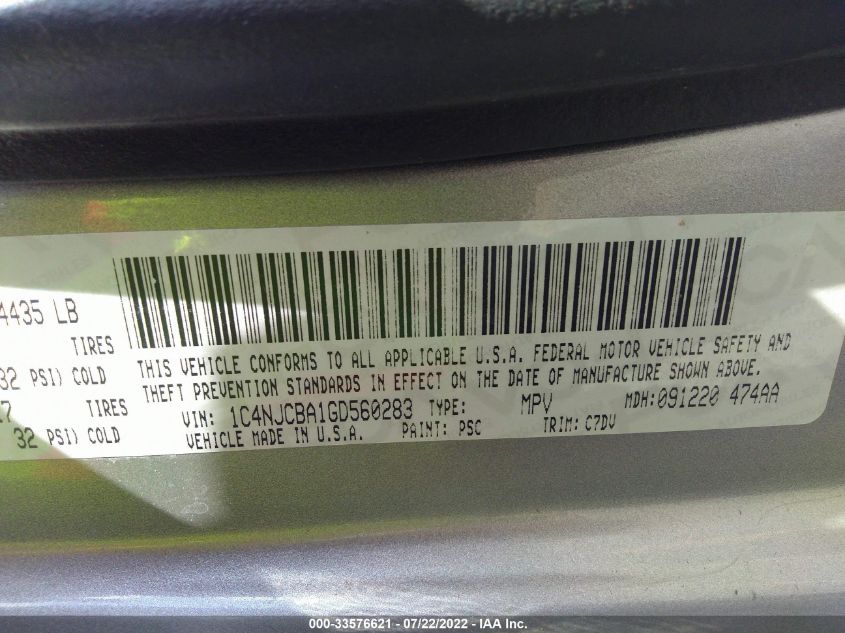 4435 LB
TIRES
32 PSI) COLD
THIS VEHICLE CONFORMS TO ALL APPLICABLE U.S.A. FEDERAL MOTOR VEHICLE SAFETY AND
THEFT PREVENTION STANDARDS IN EFFECT ON THE DATE OF MANUFACTURE SHOWN ABOVE.
VIN: 1C4NJCBA1GD560283 TYPE: MPV MDH:091220 474AA
32 PSI) COLD
VEHICLE MADE IN U.S.A. PAINT: PSC TRIM: C7DV
000-33576621 - 07/22/2022 - IAA Inc.